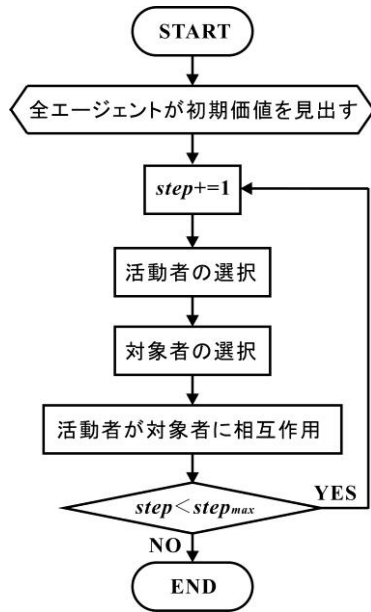 START
全エージェントが初期価値を見出す
step+=1
活動者の選択
対象者の選択
活動者が対象者に相互作用
step<stepmax
YES
NO
END